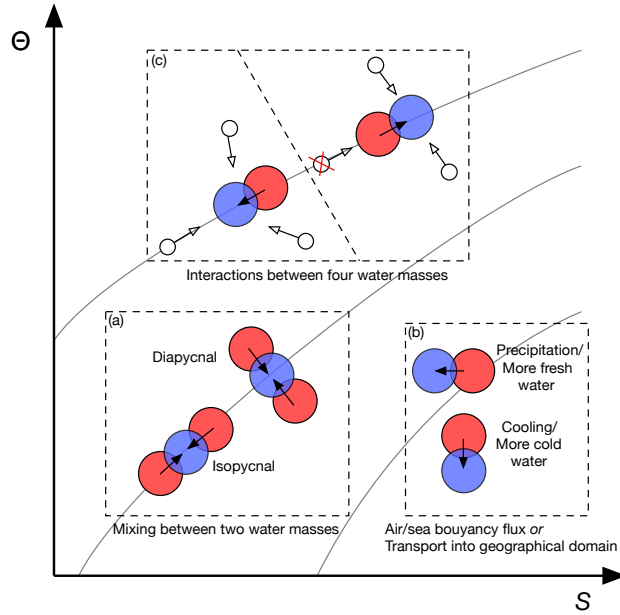 Θ
(c)
Interactions between four water masses
(a)
Diapycnal
Isopycnal
Mixing between two water masses
(b)
Precipitation/
More fresh
water
Cooling/
More cold
water
Air/sea bouyancy flux or
Transport into geographical domain
S